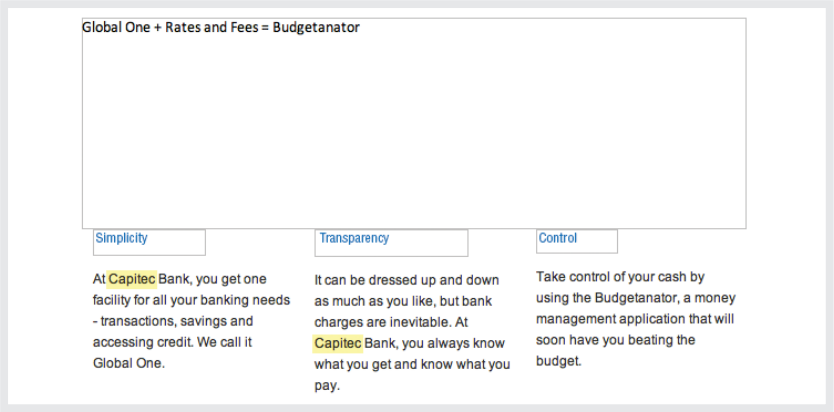 Global One + Rates and Fees = Budgetanator
Simplicity
At Capitec Bank, you get one
facility for all your banking needs
- transactions, savings and
accessing credit. We call it
Global One.
Transparency
It can be dressed up and down
as much as you like, but bank
charges are inevitable. At
Capitec Bank, you always know
what you get and know what you
pay.
Control
Take control of your cash by
using the Budgetanator, a money
management application that will
soon have you beating the
budget.